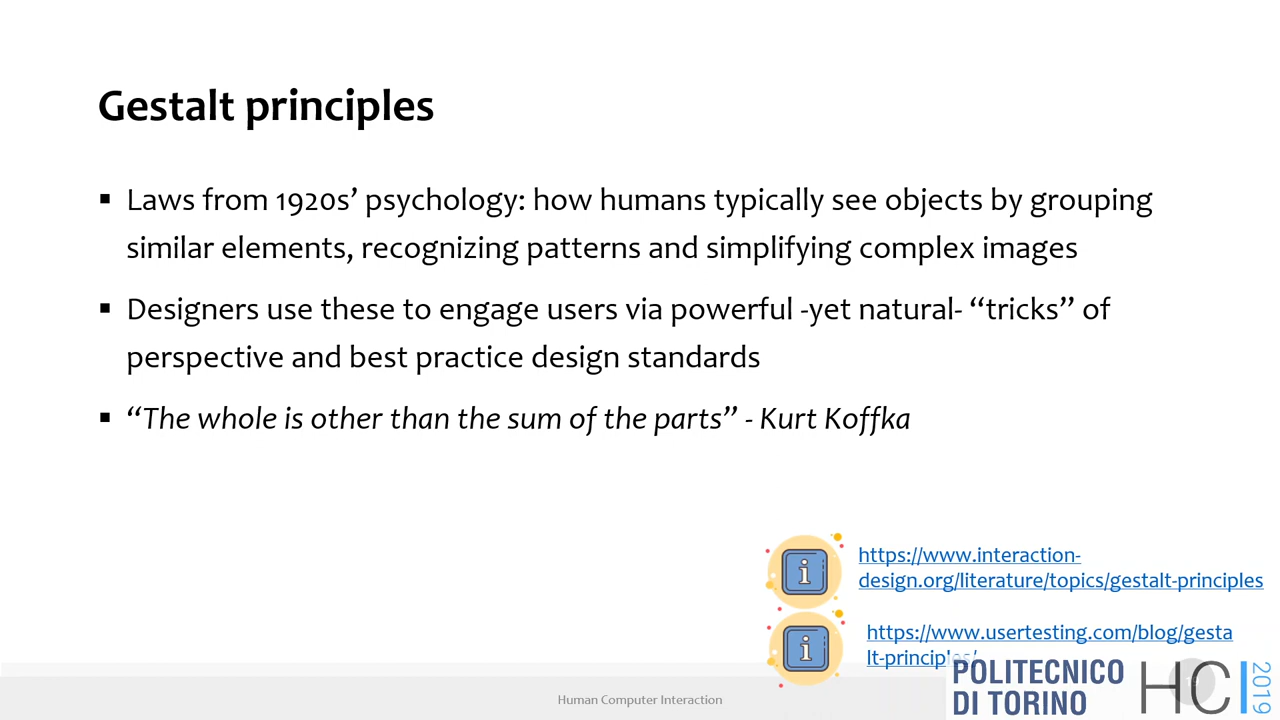 Gestalt principles
▪ Laws from 1920s’ psychology: how humans typically see objects by grouping
similar elements, recognizing patterns and simplifying complex images
▪ Designers use these to engage users via powerful -yet natural- “tricks” of
perspective and best practice design standards
▪ “The whole is other than the sum of the parts” - Kurt Koffka
https://www.interaction-
design.org/literature/topics/gestalt-principles
https://www.usertesting.com/blog/gesta
lt-principles/
Human Computer Interaction
POLITECNICO
DI TORINO
HCI
2019